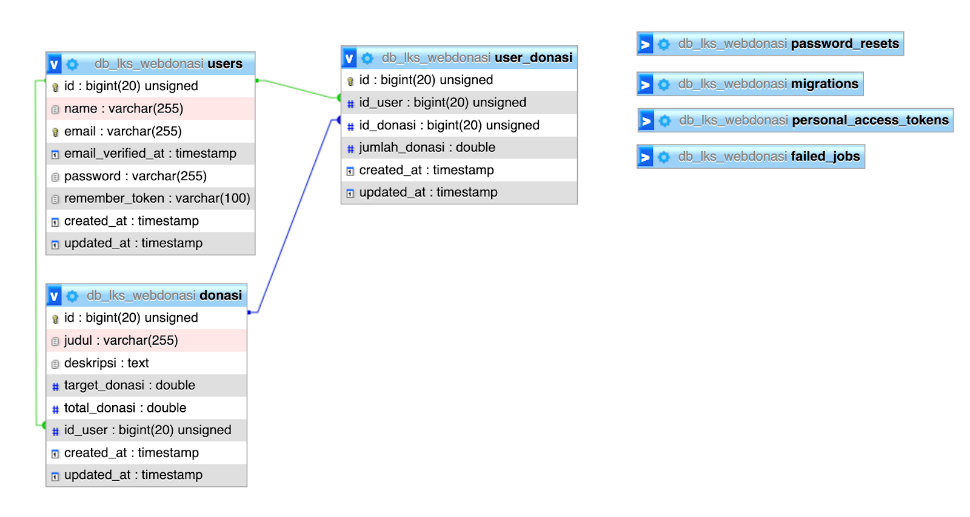 db_lks_webdonasi users
id : bigint(20) unsigned
name : varchar(255)
email : varchar(255)
email_verified_at : timestamp
password : varchar(255)
remember_token : varchar(100)
created_at : timestamp
updated_at : timestamp
db_lks_webdonasi donasi
id : bigint(20) unsigned
judul : varchar(255)
deskripsi : text
target_donasi : double
total_donasi : double
id_user : bigint(20) unsigned
created_at : timestamp
updated_at : timestamp
db_lks_webdonasi user_donasi
id : bigint(20) unsigned
id_user : bigint(20) unsigned
id_donasi : bigint(20) unsigned
jumlah_donasi : double
created_at : timestamp
updated_at : timestamp
db_lks_webdonasi password_resets
db_lks_webdonasi migrations
db_lks_webdonasi personal_access_tokens
db_lks_webdonasi failed_jobs